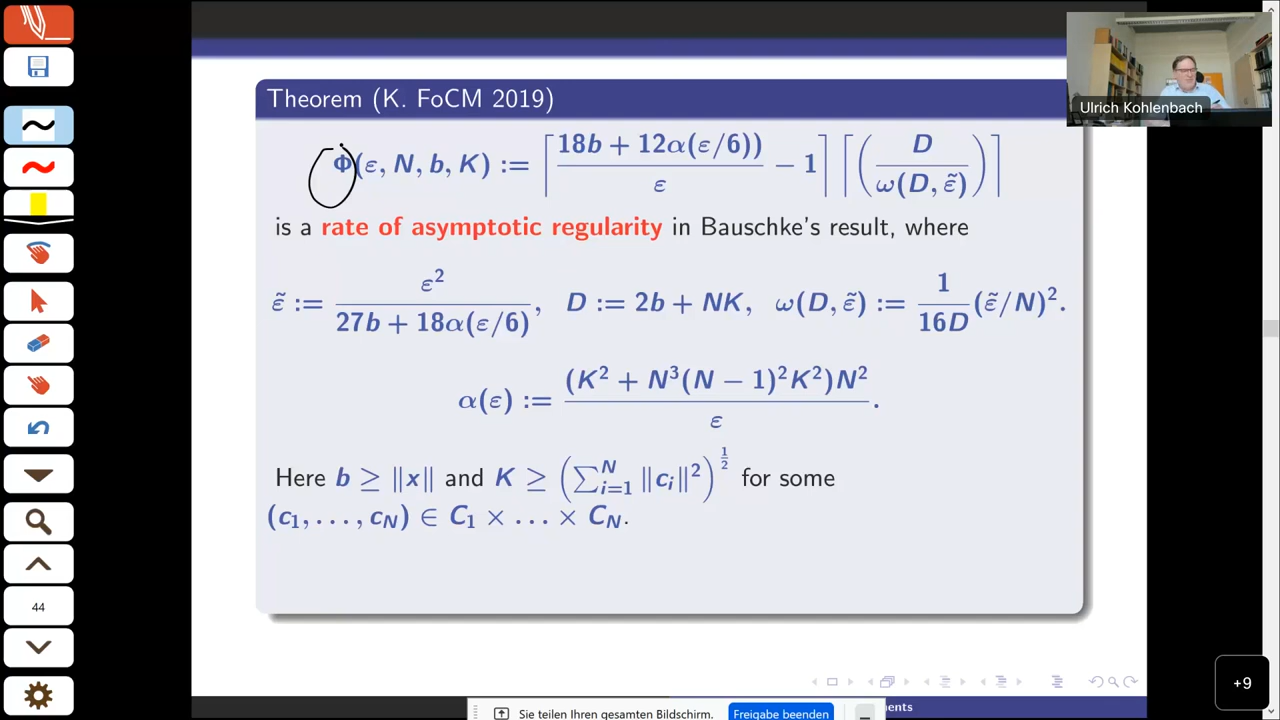 Ulrich Kohlenbach
Theorem (K. FoCM 2019)
Φ(ε, N, b, K) := ⌈(18b + 12α(ε/6))/ε − 1⌉ ⌈(D/ω(D, ε̃))⌉
is a rate of asymptotic regularity in Bauschke's result, where
ε̃ := ε²/(27b + 18α(ε/6)), D := 2b + NK, ω(D, ε̃) := 1/(16D) (ε̃/N)².
α(ε) := (K² + N³(N − 1)²K²)N²/ε.
Here b ≥ ‖x‖ and K ≥ (∑ᵢ₌₁ᴺ ‖cᵢ‖²)^½ for some
(c₁, . . . , c_N) ∈ C₁ × . . . × C_N.
44
+9
Sie teilen Ihren gesamten Bildschirm. Freigabe beenden
ments